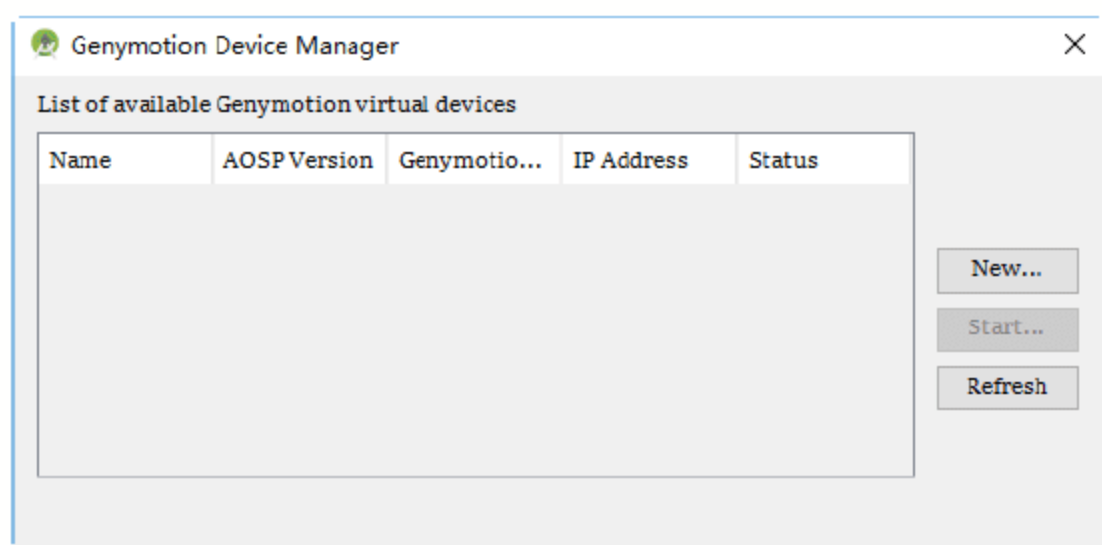 Genymotion Device Manager
List of available Genymotion virtual devices
Name AOSP Version Genymotio... IP Address Status
New...
Start...
Refresh